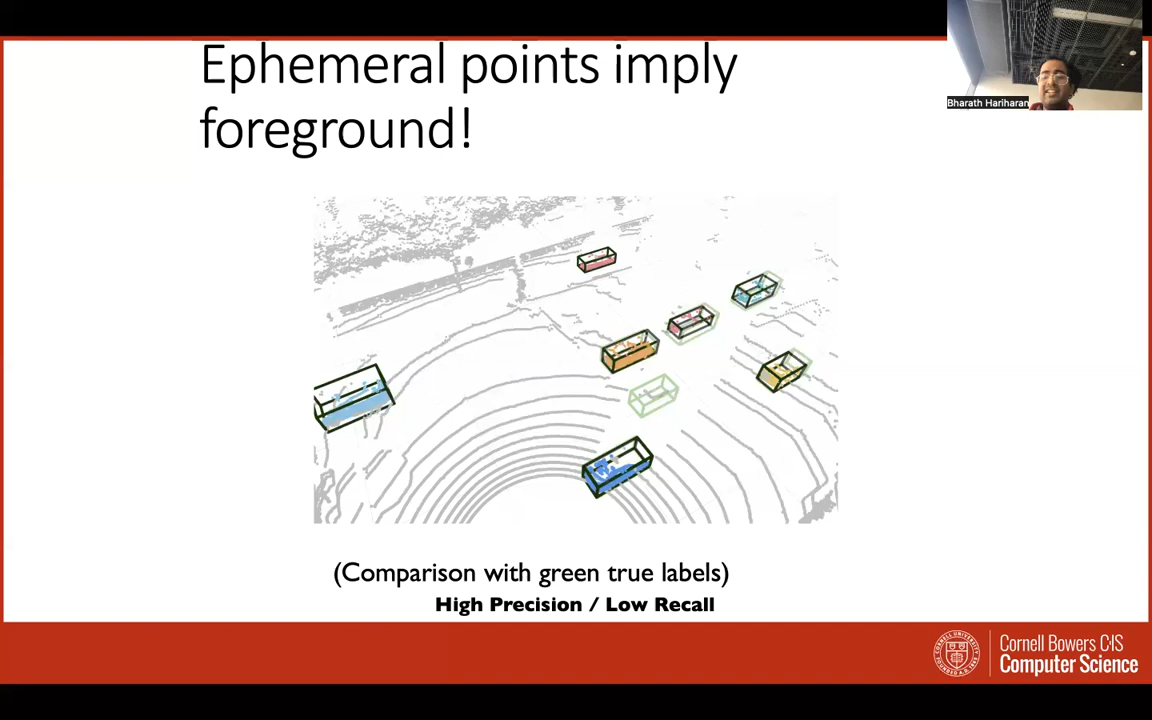 Ephemeral points imply
foreground!
Bharath Hariharan
(Comparison with green true labels)
High Precision / Low Recall
Cornell Bowers C·IS
Computer Science